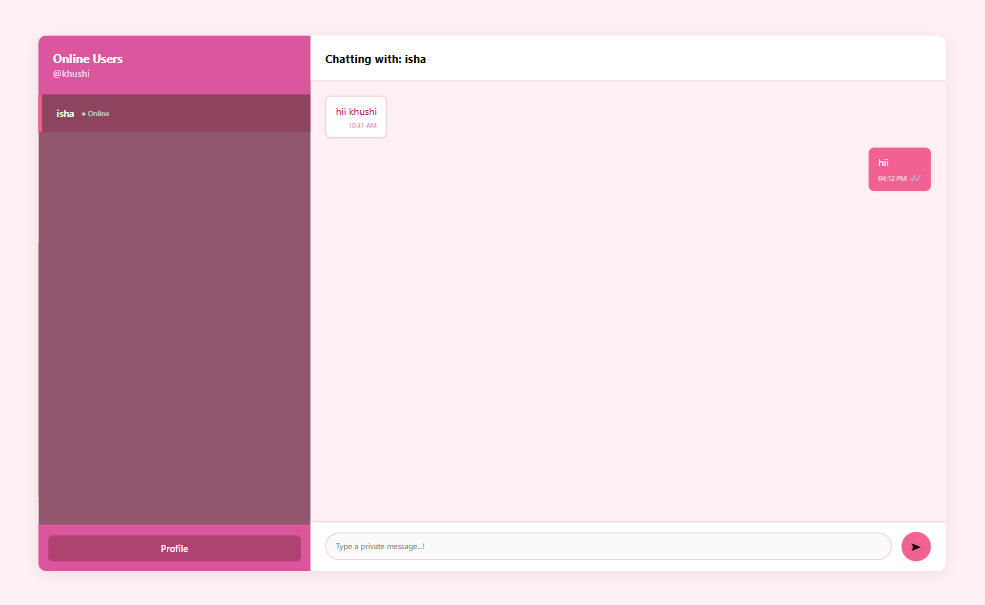 Online Users
@khushi
isha ● Online
Profile
Chatting with: isha
hii khushi
10:41 AM
hii
04:12 PM ✓✓
Type a private message...!
➤